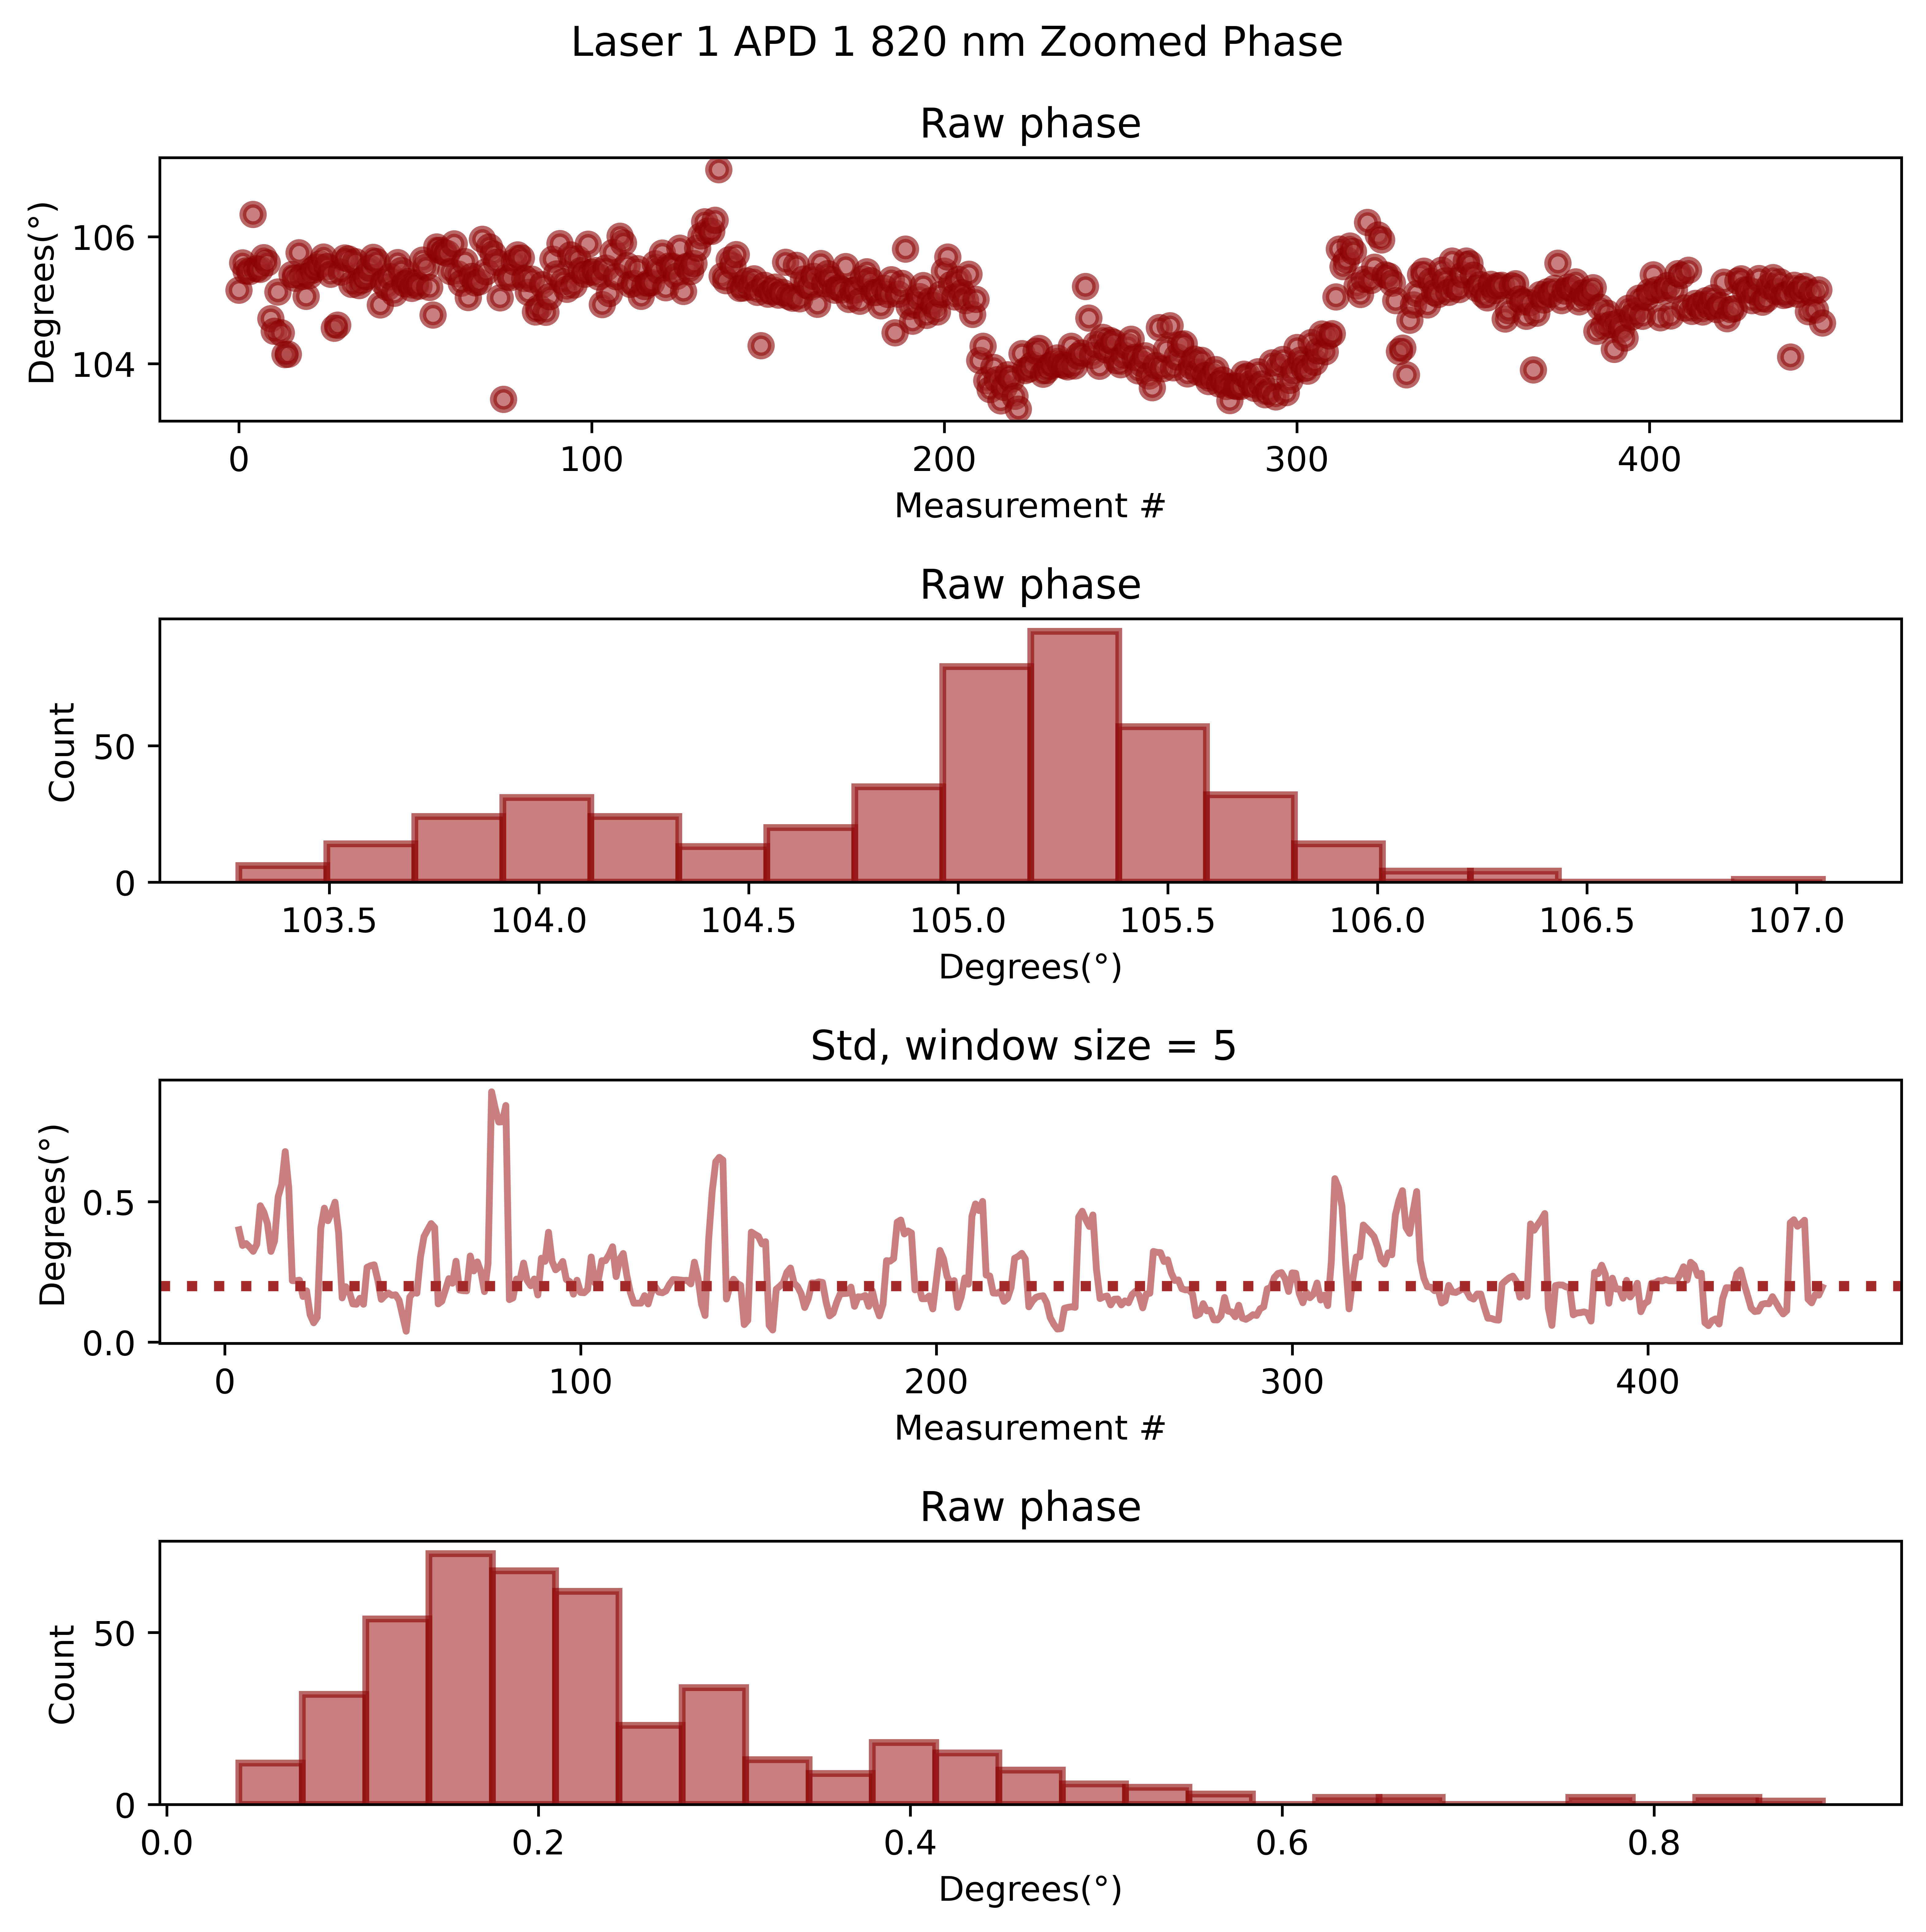 Laser 1 APD 1 820 nm Zoomed Phase
Raw phase
Degrees(°)
106
104
0 100 200 300 400
Measurement #
Raw phase
Count
50
0
103.5 104.0 104.5 105.0 105.5 106.0 106.5 107.0
Degrees(°)
Std, window size = 5
Degrees(°)
0.5
0.0
0 100 200 300 400
Measurement #
Raw phase
Count
50
0
0.0 0.2 0.4 0.6 0.8
Degrees(°)